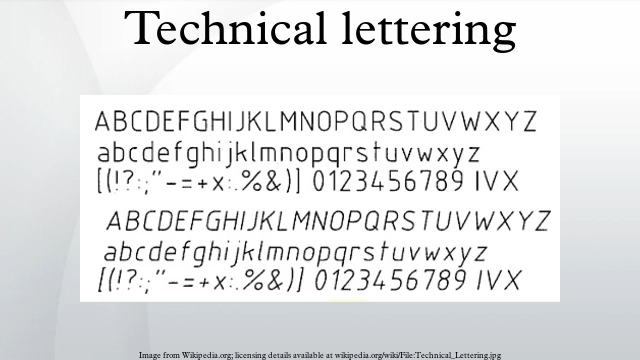 Technical lettering
ABCDEFGHIJKLMNOPQRSTUVWXYZ
abcdefghijklmnopqrstuvwxyz
[(!?:;"-=+x:.%&)] 0123456789 IVX
ABCDEFGHIJKLMNOPQRSTUVWXYZ
abcdefghijklmnopqrstuvwxyz
[(!?:;"-=+x:.%&)] 0123456789 IVX
Image from Wikipedia.org; licensing details available at wikipedia.org/wiki/File:Technical_Lettering.jpg